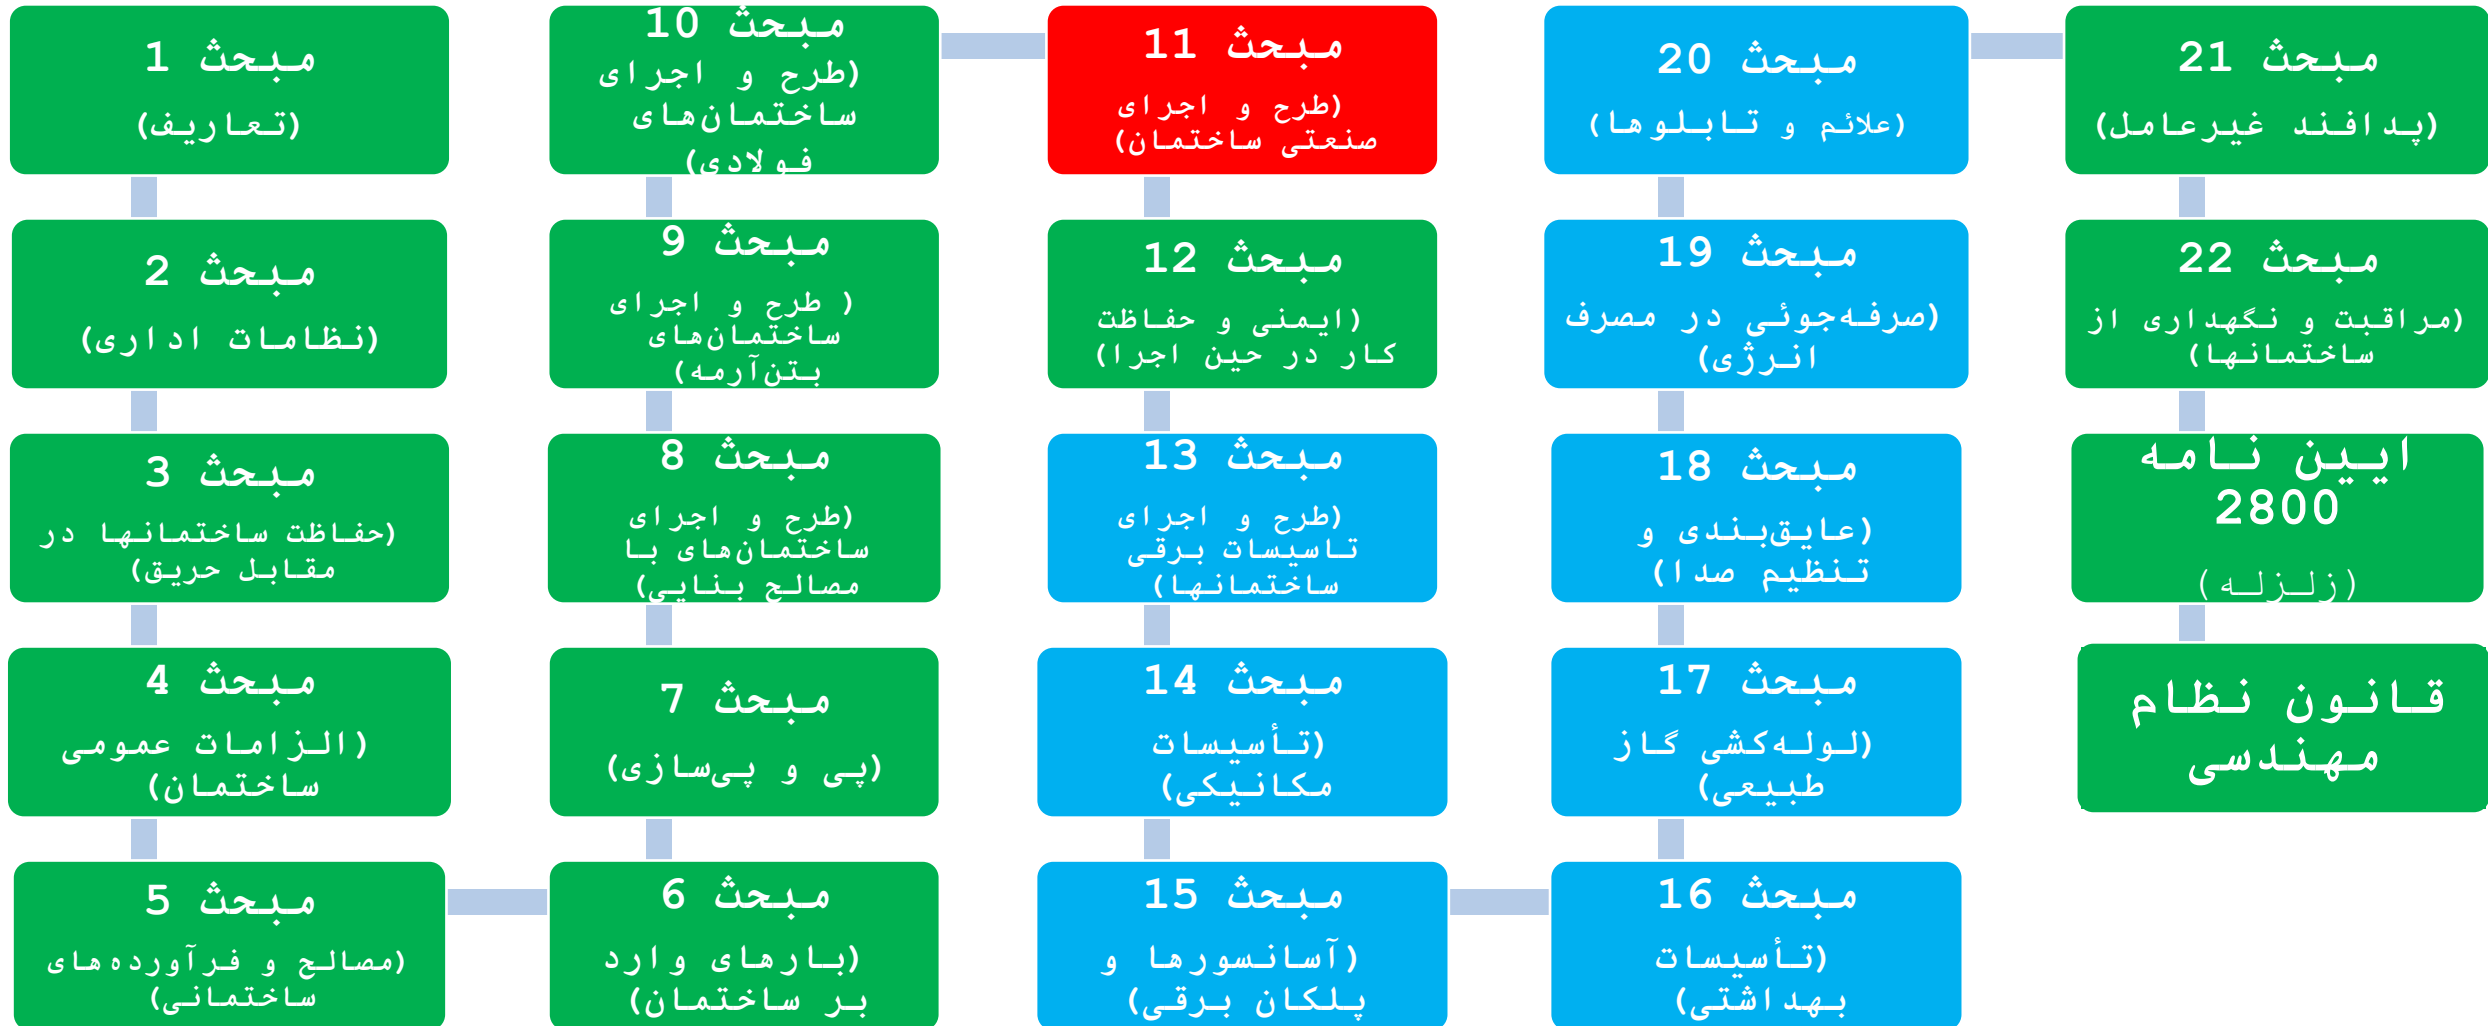 مبحث 1
(تعاریف)
مبحث 2
(نظامات اداری)
مبحث 3
(حفاظت ساختمانها در
مقابل حریق)
مبحث 4
(الزامات عمومی
ساختمان)
مبحث 5
(مصالح و فرآورده‌های
ساختمانی)
مبحث 6
(بارهای وارد
بر ساختمان)
مبحث 7
(پی و پی‌سازی)
مبحث 8
(طرح و اجرای
ساختمان‌های با
مصالح بنایی)
مبحث 9
( طرح و اجرای
ساختمان‌های
بتن‌آرمه)
مبحث 10
(طرح و اجرای
ساختمان‌های
فولادی)
مبحث 11
(طرح و اجرای
صنعتی ساختمان)
مبحث 12
(ایمنی و حفاظت
کار در حین اجرا)
مبحث 13
(طرح و اجرای
تاسیسات برقی
ساختمانها)
مبحث 14
(تأسیسات
مکانیکی)
مبحث 15
(آسانسورها و
پلکان برقی)
مبحث 16
(تأسیسات
بهداشتی)
مبحث 17
(لوله‌کشی گاز
طبیعی)
مبحث 18
(عایق‌بندی و
تنظیم صدا)
مبحث 19
(صرفه‌جوئی در مصرف
انرژی)
مبحث 20
(علائم و تابلوها)
مبحث 21
(پدافند غیرعامل)
مبحث 22
(مراقبت و نگهداری از
ساختمانها)
ایین نامه
2800
(زلزله)
قانون نظام
مهندسی